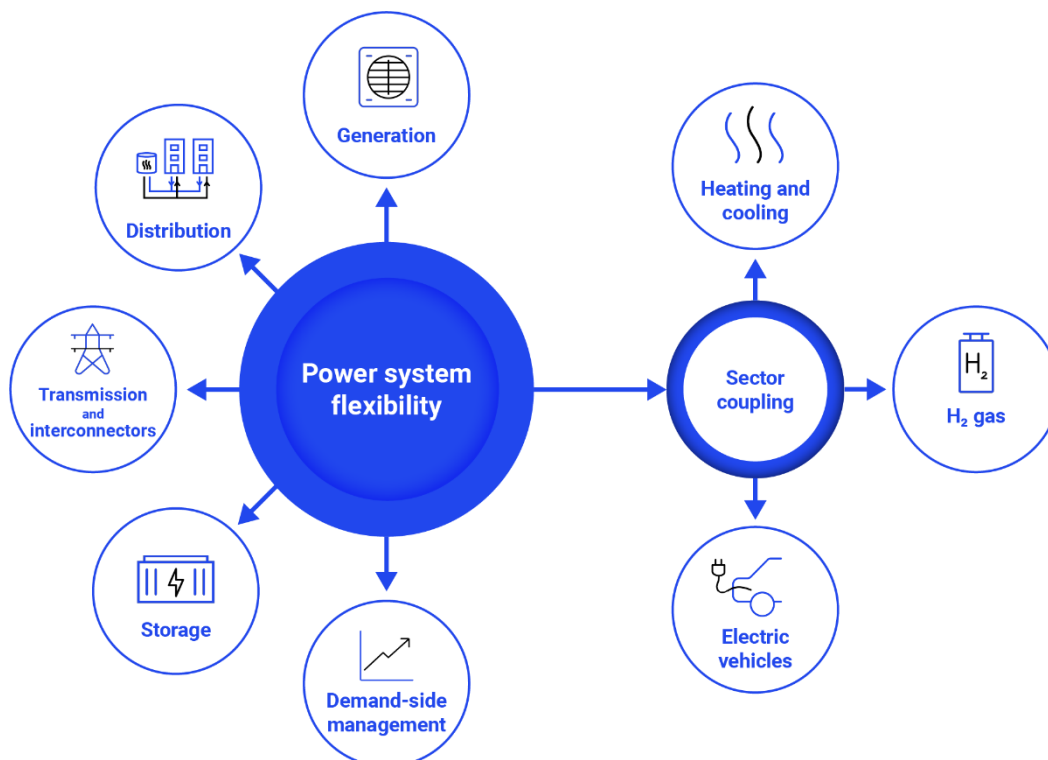 Generation
Distribution
Transmission
and
interconnectors
Storage
Demand-side
management
Power system
flexibility
Sector
coupling
Heating and
cooling
H₂
H₂ gas
Electric
vehicles